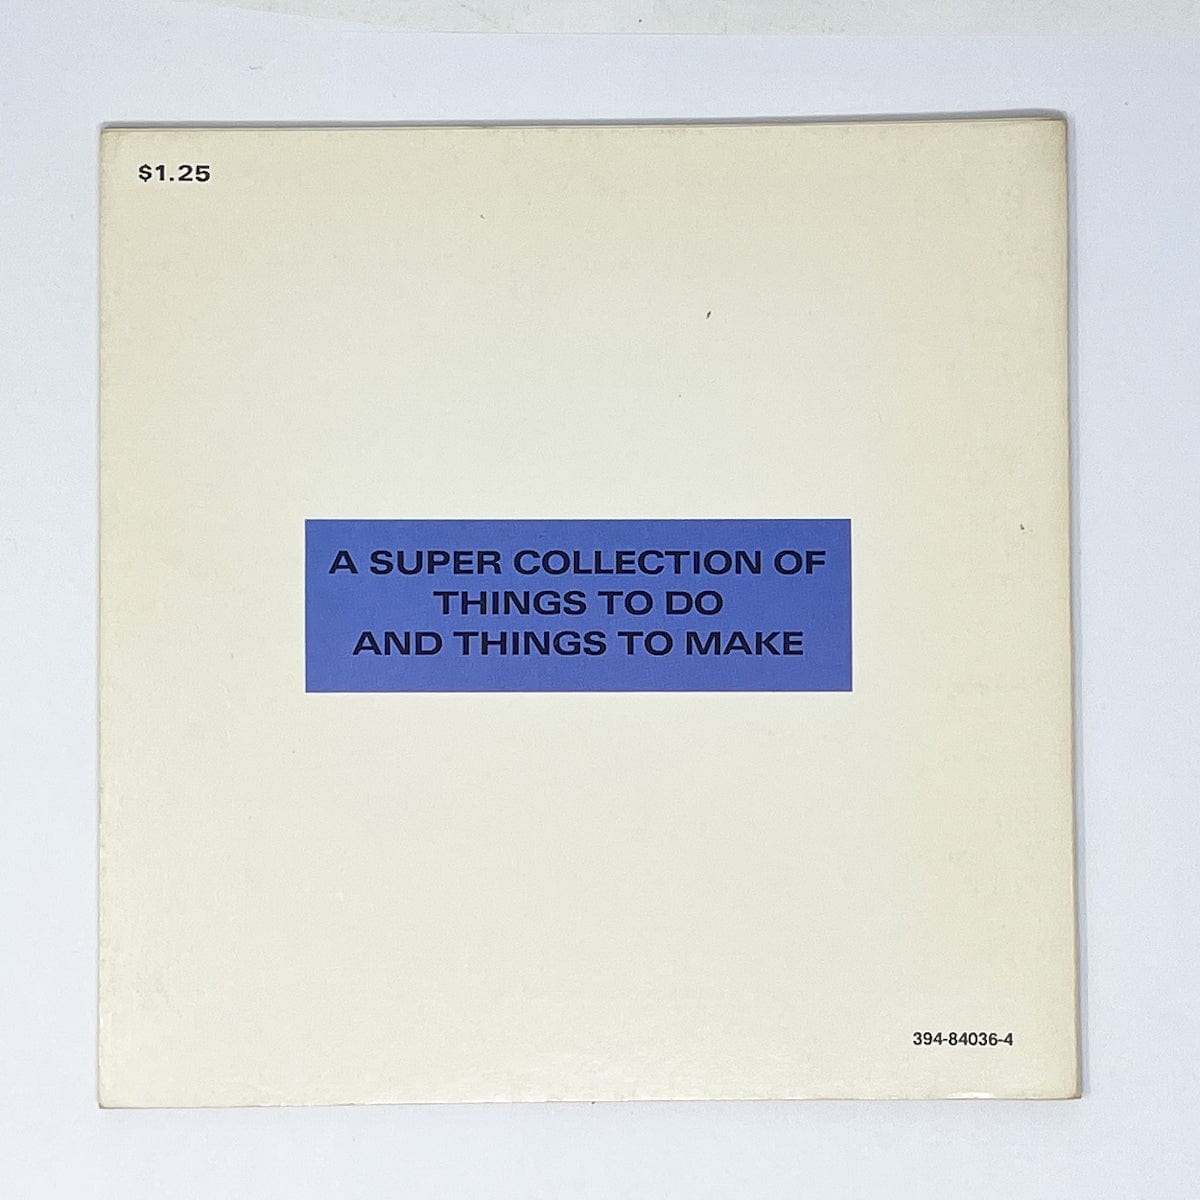 $1.25
A SUPER COLLECTION OF
THINGS TO DO
AND THINGS TO MAKE
394-84036-4